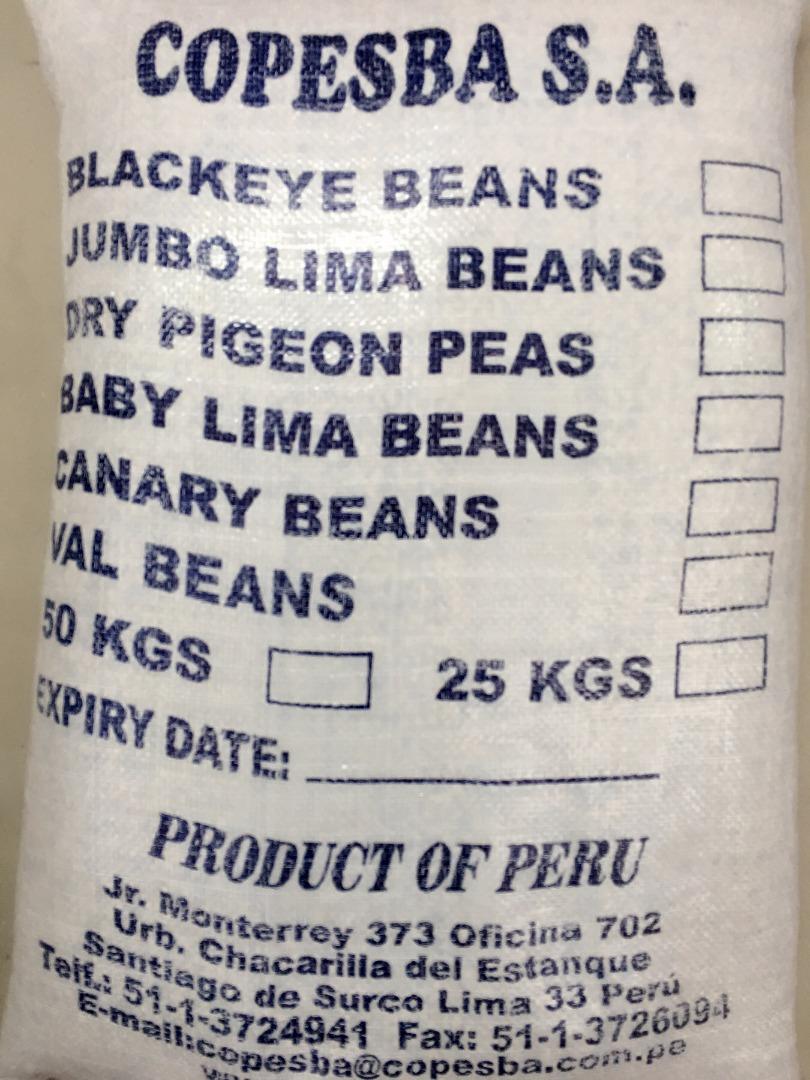 COPESBA S.A.
BLACKEYE BEANS
JUMBO LIMA BEANS
DRY PIGEON PEAS
BABY LIMA BEANS
CANARY BEANS
VAL BEANS
50 KGS 25 KGS
EXPIRY DATE:
PRODUCT OF PERU
Jr. Monterrey 373 Oficina 702
Urb. Chacarilla del Estanque
Santiago de Surco Lima 33 Perú
Telf.: 51-1-3724941 Fax: 51-1-3726094
E-mail:copesba@copesba.com.pe